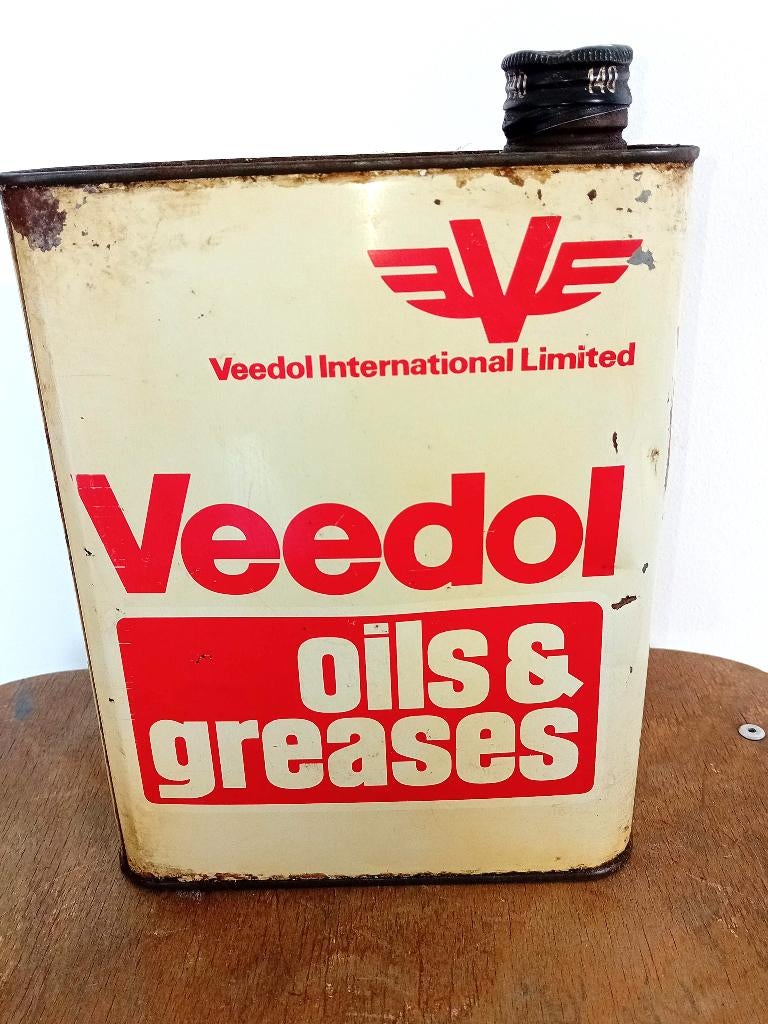 140
Veedol International Limited
Veedol
oils &
greases